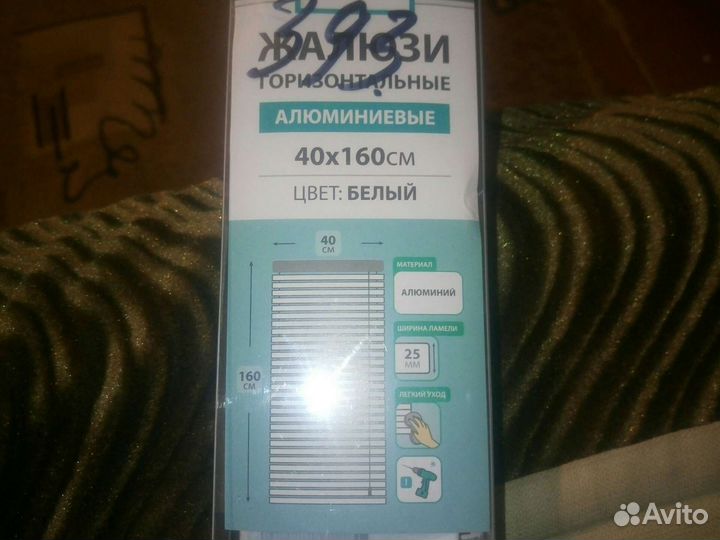 393
ЖАЛЮЗИ
ГОРИЗОНТАЛЬНЫЕ
АЛЮМИНИЕВЫЕ
40х160СМ
ЦВЕТ: БЕЛЫЙ
40
СМ
160
СМ
МАТЕРИАЛ
АЛЮМИНИЙ
ШИРИНА ЛАМЕЛИ
25
ММ
ЛЕГКИЙ УХОД
Avito